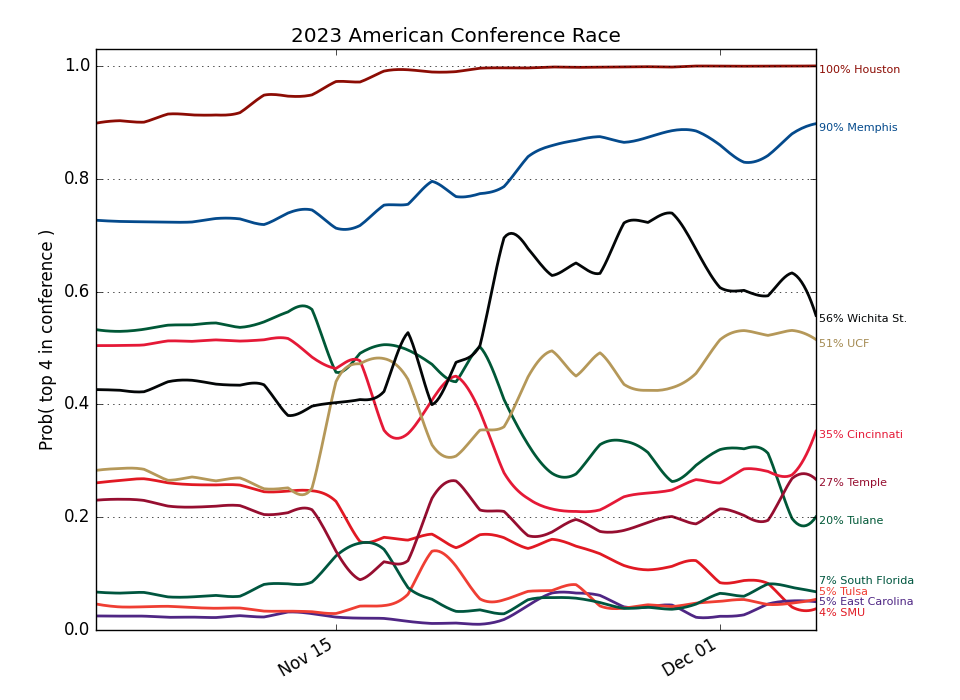 2023 American Conference Race
Prob( top 4 in conference )
1.0
0.8
0.6
0.4
0.2
0.0
Nov 15
Dec 01
100% Houston
90% Memphis
56% Wichita St.
51% UCF
35% Cincinnati
27% Temple
20% Tulane
7% South Florida
5% Tulsa
5% East Carolina
4% SMU